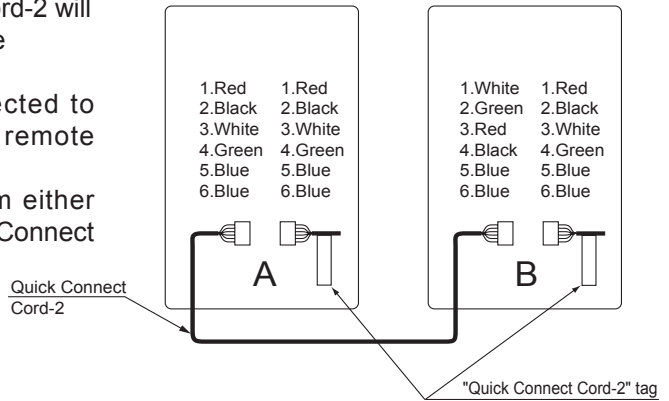 ord-2 will
e
ected to
remote
n either
Connect
1.Red 1.Red
2.Black 2.Black
3.White 3.White
4.Green 4.Green
5.Blue 5.Blue
6.Blue 6.Blue
A
1.White 1.Red
2.Green 2.Black
3.Red 3.White
4.Black 4.Green
5.Blue 5.Blue
6.Blue 6.Blue
B
Quick Connect
Cord-2
"Quick Connect Cord-2" tag